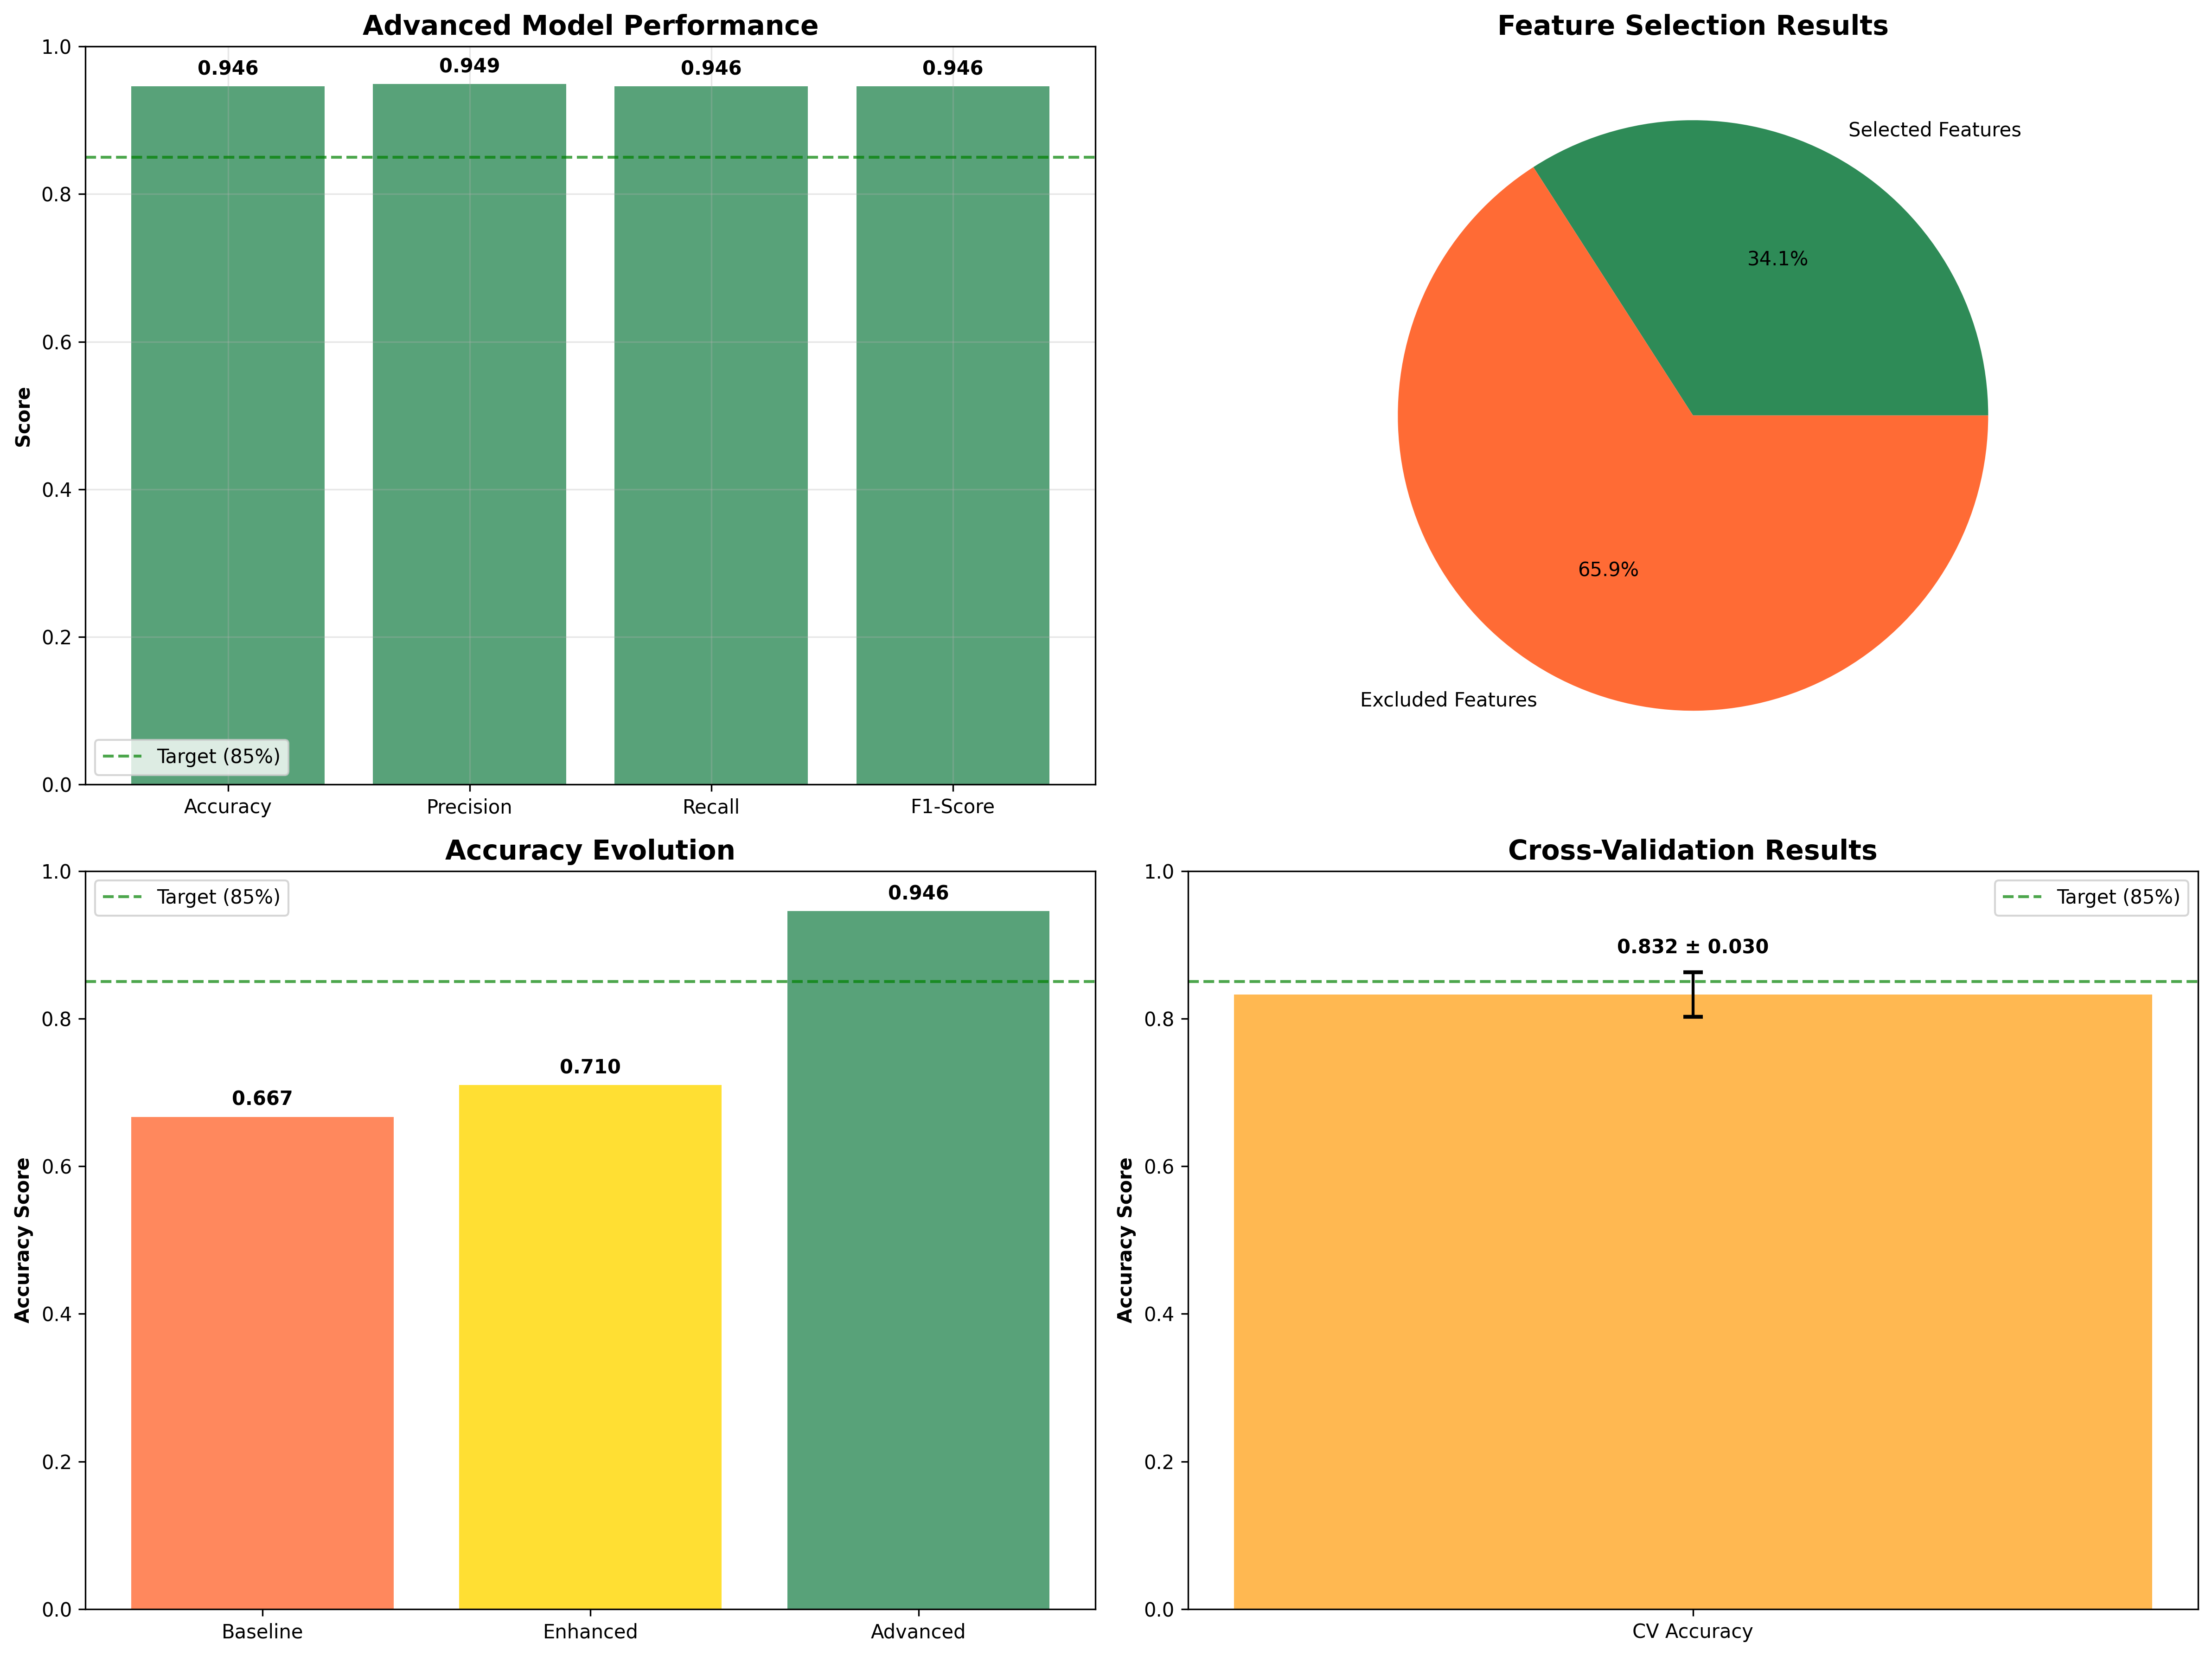 Advanced Model Performance
1.0
0.8
0.6
0.4
0.2
0.0
Score
0.946
0.949
0.946
0.946
Target (85%)
Accuracy
Precision
Recall
F1-Score
Feature Selection Results
Selected Features
34.1%
65.9%
Excluded Features
Accuracy Evolution
1.0
0.8
0.6
0.4
0.2
0.0
Accuracy Score
Target (85%)
0.667
0.710
0.946
Baseline
Enhanced
Advanced
Cross-Validation Results
1.0
0.8
0.6
0.4
0.2
0.0
Accuracy Score
Target (85%)
0.832 ± 0.030
CV Accuracy